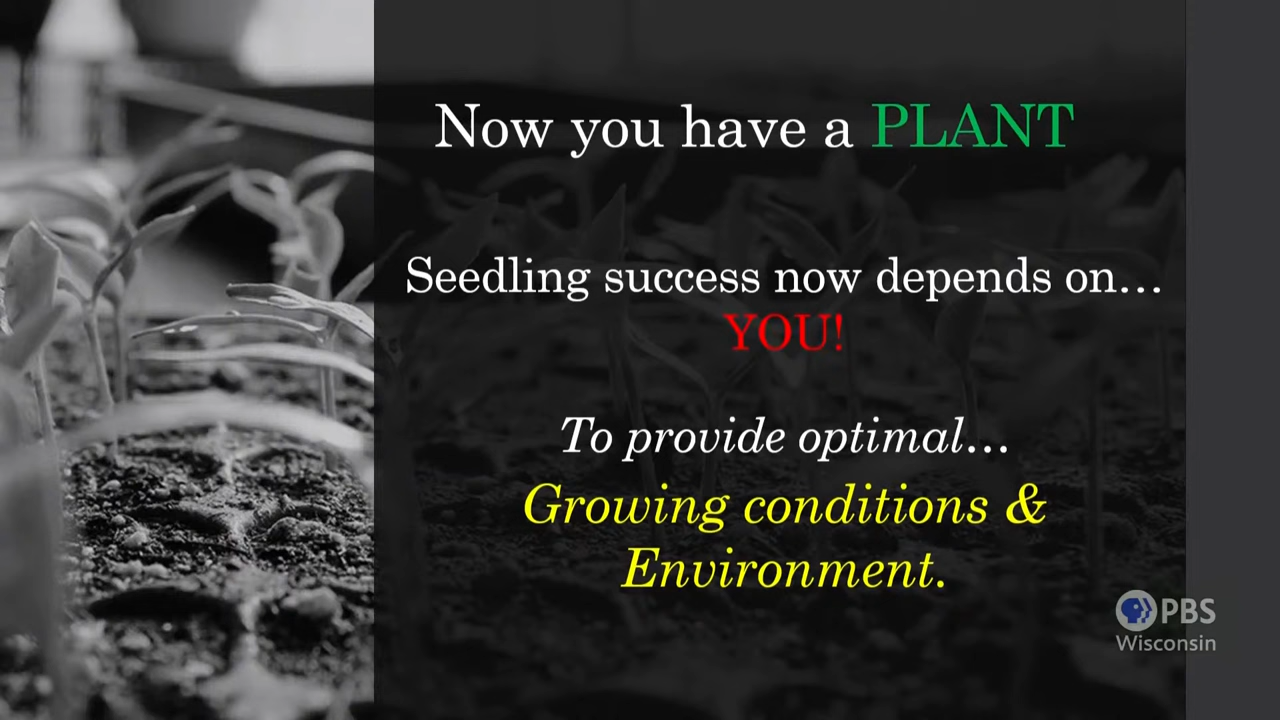 Now you have a PLANT
Seedling success now depends on…
YOU!
To provide optimal…
Growing conditions &
Environment.
PBS
Wisconsin